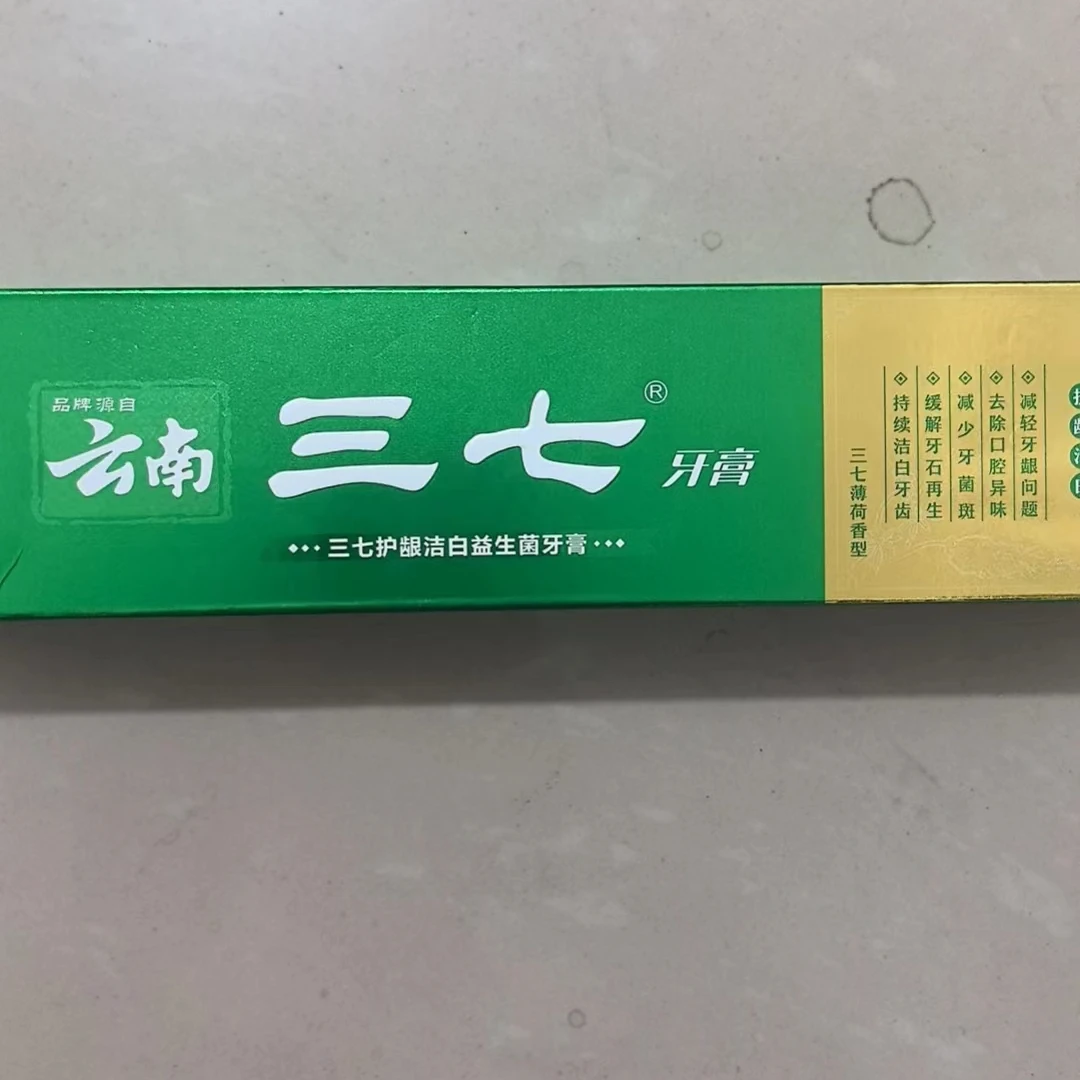 品牌源自
云南
三七®
牙膏
三七护龈洁白益生菌牙膏
减轻牙龈问题
去除口腔异味
减少牙菌斑
缓解牙石再生
持续洁白牙齿
三七薄荷香型